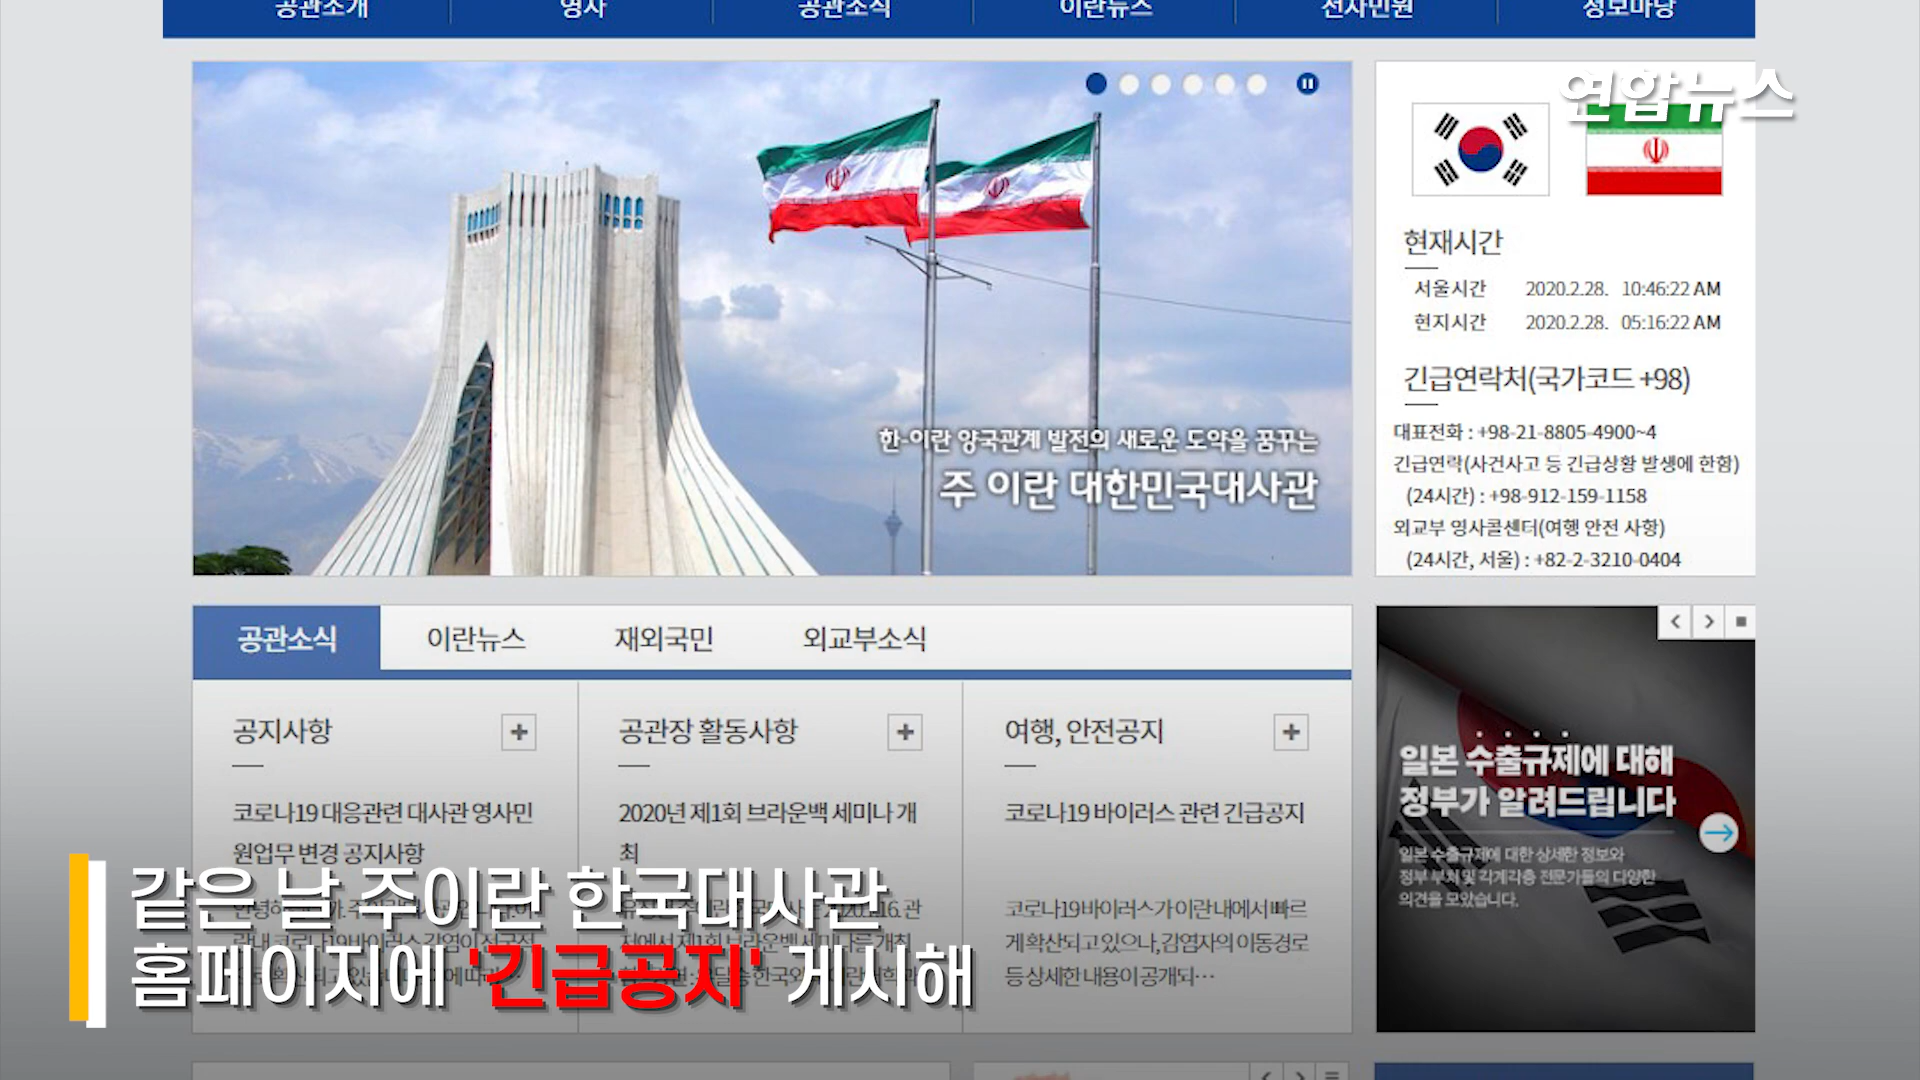 공관소개 영사 공관소식 이란뉴스 전자민원 정보마당
연합뉴스
한-이란 양국관계 발전의 새로운 도약을 꿈꾸는
주 이란 대한민국대사관
현재시간
서울시간 2020.2.28. 10:46:22 AM
현지시간 2020.2.28. 05:16:22 AM
긴급연락처(국가코드 +98)
대표전화 : +98-21-8805-4900~4
긴급연락(사건사고 등 긴급상황 발생에 한함)
(24시간) : +98-912-159-1158
외교부 영사콜센터(여행 안전 사항)
(24시간, 서울) : +82-2-3210-0404
공관소식 이란뉴스 재외국민 외교부소식
공지사항
코로나19 대응관련 대사관 영사민
원업무 변경 공지사항
공관장 활동사항
2020년 제1회 브라운백 세미나 개
최
여행, 안전공지
코로나19 바이러스 관련 긴급공지
코로나19 바이러스가 이란 내에서 빠르
게 확산되고 있으나, 감염자의 이동경로
등 상세한 내용이 공개되…
일본 수출규제에 대해
정부가 알려드립니다
일본 수출규제에 대한 상세한 정보와
정부 부처 및 각계각층 전문가들의 다양한
의견을 모았습니다.
같은 날 주이란 한국대사관
홈페이지에 '긴급공지' 게시해